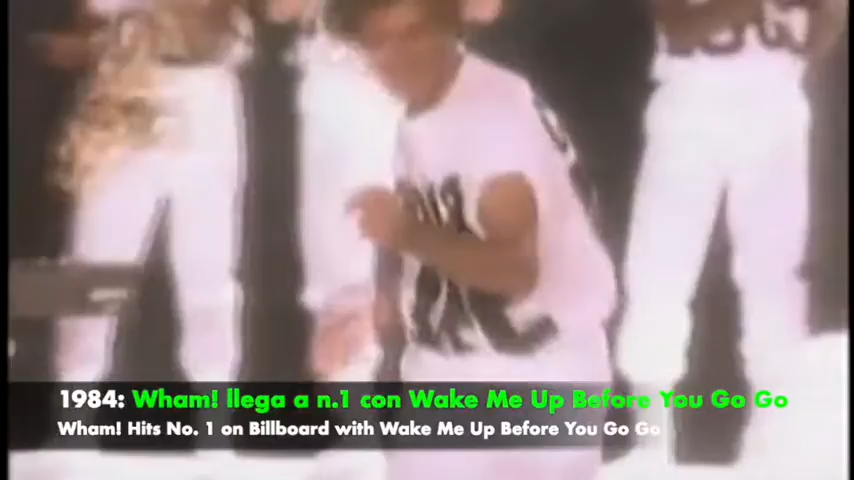 1984: Wham! llega a n.1 con Wake Me Up Before You Go Go
Wham! Hits No. 1 on Billboard with Wake Me Up Before You Go Go